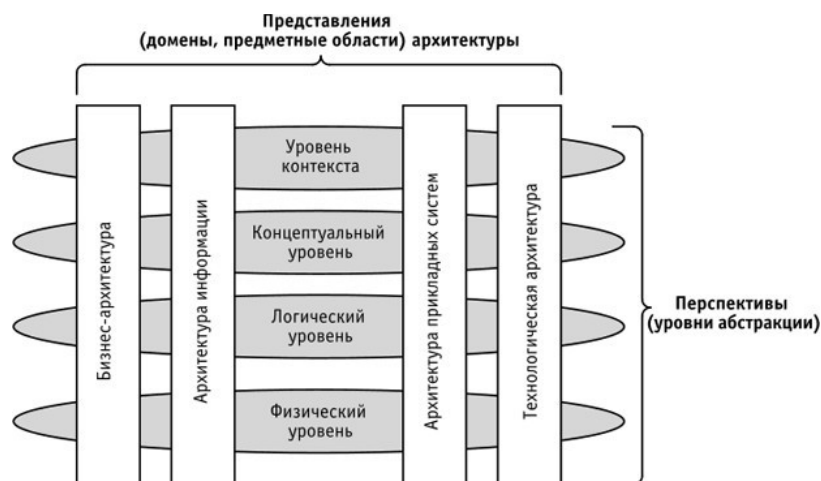 Представления
(домены, предметные области) архитектуры
Бизнес-архитектура
Архитектура информации
Уровень
контекста
Концептуальный
уровень
Логический
уровень
Физический
уровень
Архитектура прикладных систем
Технологическая архитектура
Перспективы
(уровни абстракции)